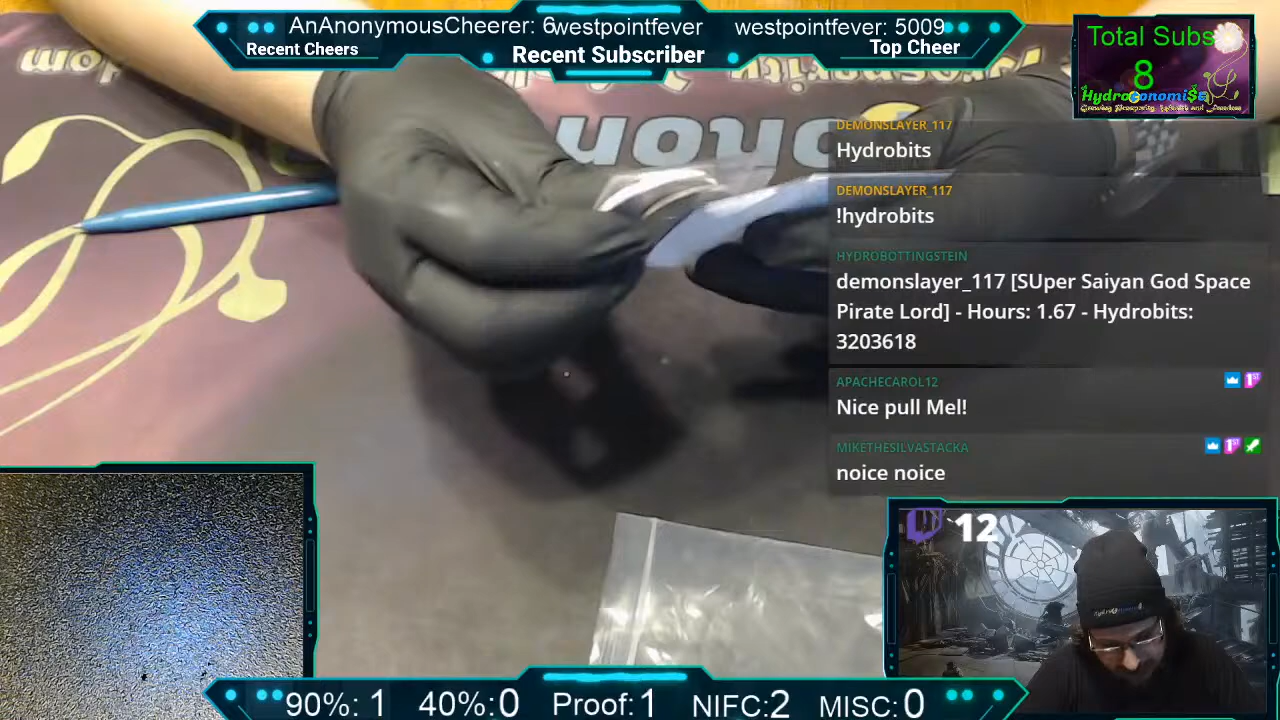 AnAnonymousCheerer: 6
westpointfever
westpointfever: 5009
Recent Cheers
Recent Subscriber
Top Cheer
Total Subs
8
Hydroconomi$e
DEMONSLAYER_117
Hydrobits
DEMONSLAYER_117
!hydrobits
HYDROBOTTINGSTEIN
demonslayer_117 [SUper Saiyan God Space
Pirate Lord] - Hours: 1.67 - Hydrobits:
3203618
APACHECAROL12
Nice pull Mel!
MIKETHESILVASTACKA
noice noice
12
90%: 1
40%:0
Proof:1
NIFC:2
MISC:0